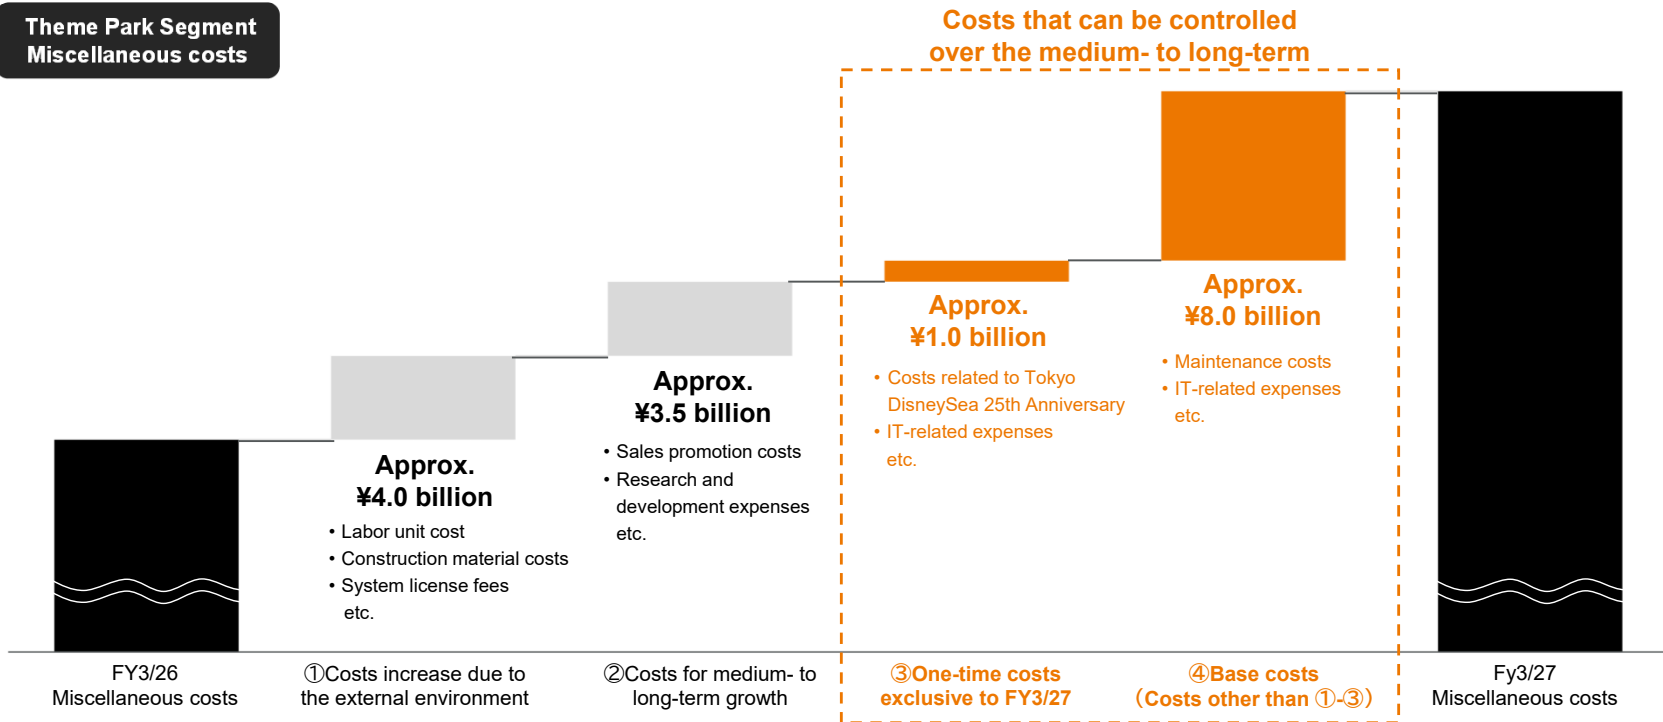 Theme Park Segment
Miscellaneous costs
Costs that can be controlled
over the medium- to long-term
Approx.
¥4.0 billion
• Labor unit cost
• Construction material costs
• System license fees
etc.
Approx.
¥3.5 billion
• Sales promotion costs
• Research and
development expenses
etc.
Approx.
¥1.0 billion
• Costs related to Tokyo
DisneySea 25th Anniversary
• IT-related expenses
etc.
Approx.
¥8.0 billion
• Maintenance costs
• IT-related expenses
etc.
FY3/26
Miscellaneous costs
①Costs increase due to
the external environment
②Costs for medium- to
long-term growth
③One-time costs
exclusive to FY3/27
④Base costs
（Costs other than ①-③）
Fy3/27
Miscellaneous costs